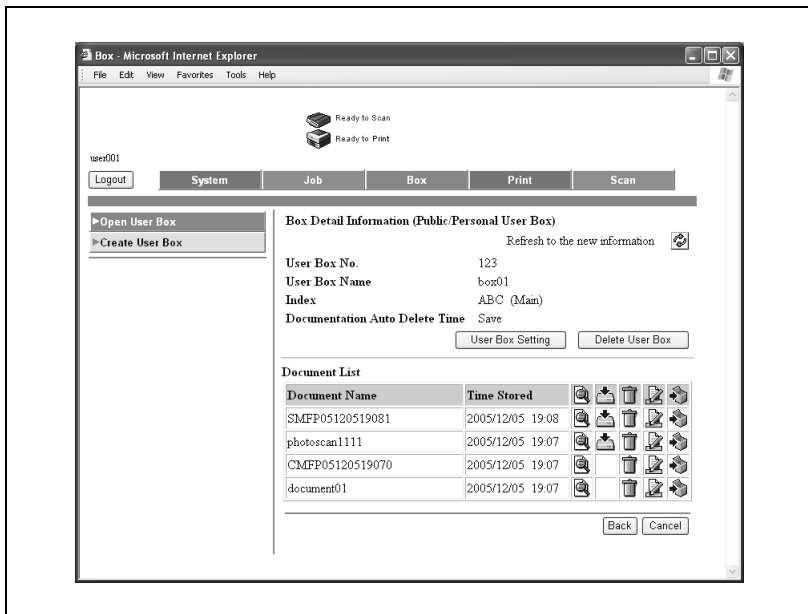 Box - Microsoft Internet Explorer
File Edit View Favorites Tools Help
Ready to Scan
Ready to Print
user001
Logout System Job Box Print Scan
Open User Box
Create User Box
Box Detail Information (Public/Personal User Box)
Refresh to the new information
User Box No. 123
User Box Name box01
Index ABC (Main)
Documentation Auto Delete Time Save
User Box Setting Delete User Box
Document List
Document Name Time Stored
SMFP05120519081 2005/12/05 19:08
photoscan1111 2005/12/05 19:07
CMFP05120519070 2005/12/05 19:07
document01 2005/12/05 19:07
Back Cancel